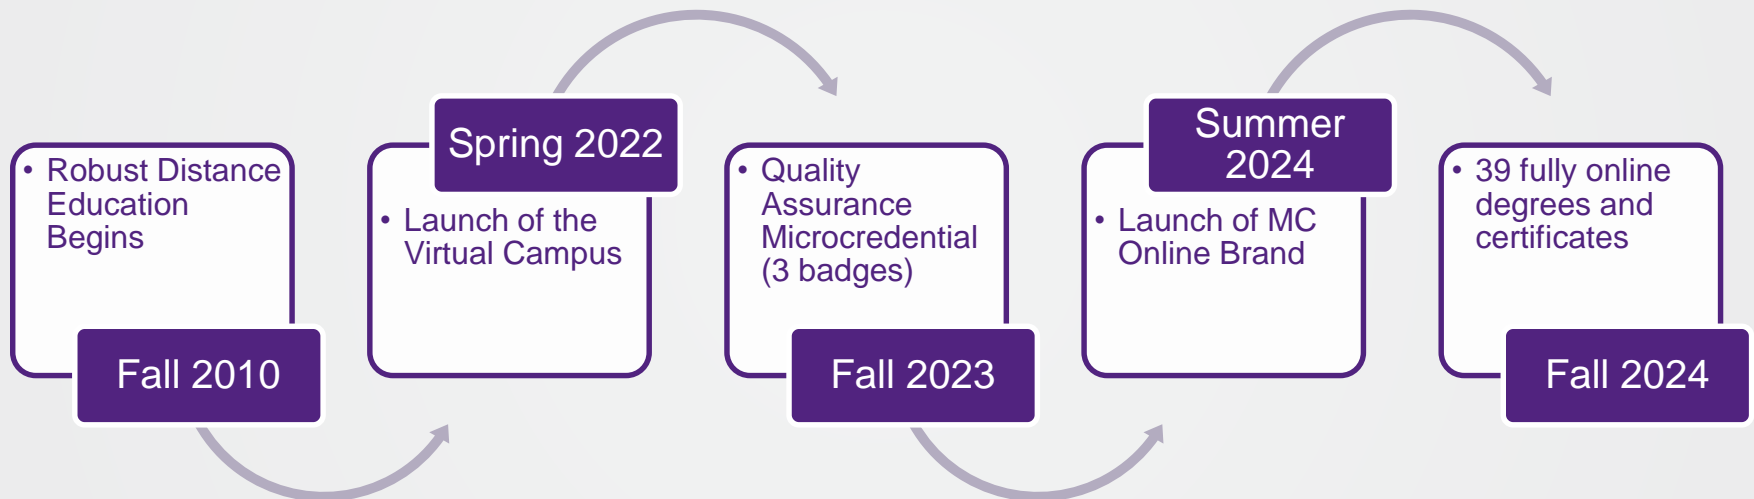 • Robust Distance
Education
Begins
Fall 2010
Spring 2022
• Launch of the
Virtual Campus
• Quality
Assurance
Microcredential
(3 badges)
Fall 2023
Summer
2024
• Launch of MC
Online Brand
• 39 fully online
degrees and
certificates
Fall 2024